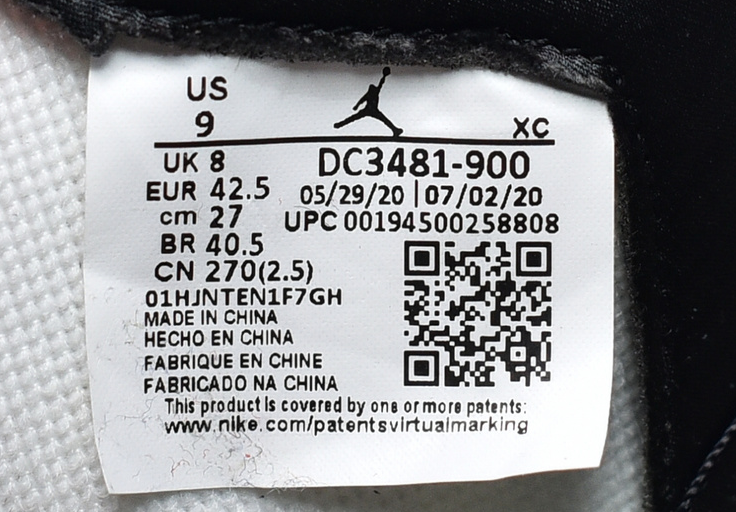 US
9
XC
UK 8
DC3481-900
EUR 42.5
05/29/20 | 07/02/20
cm 27
UPC 00194500258808
BR 40.5
CN 270(2.5)
01HJNTEN1F7GH
MADE IN CHINA
HECHO EN CHINA
FABRIQUE EN CHINE
FABRICADO NA CHINA
This product is covered by one or more patents:
www.nike.com/patentsvirtualmarking